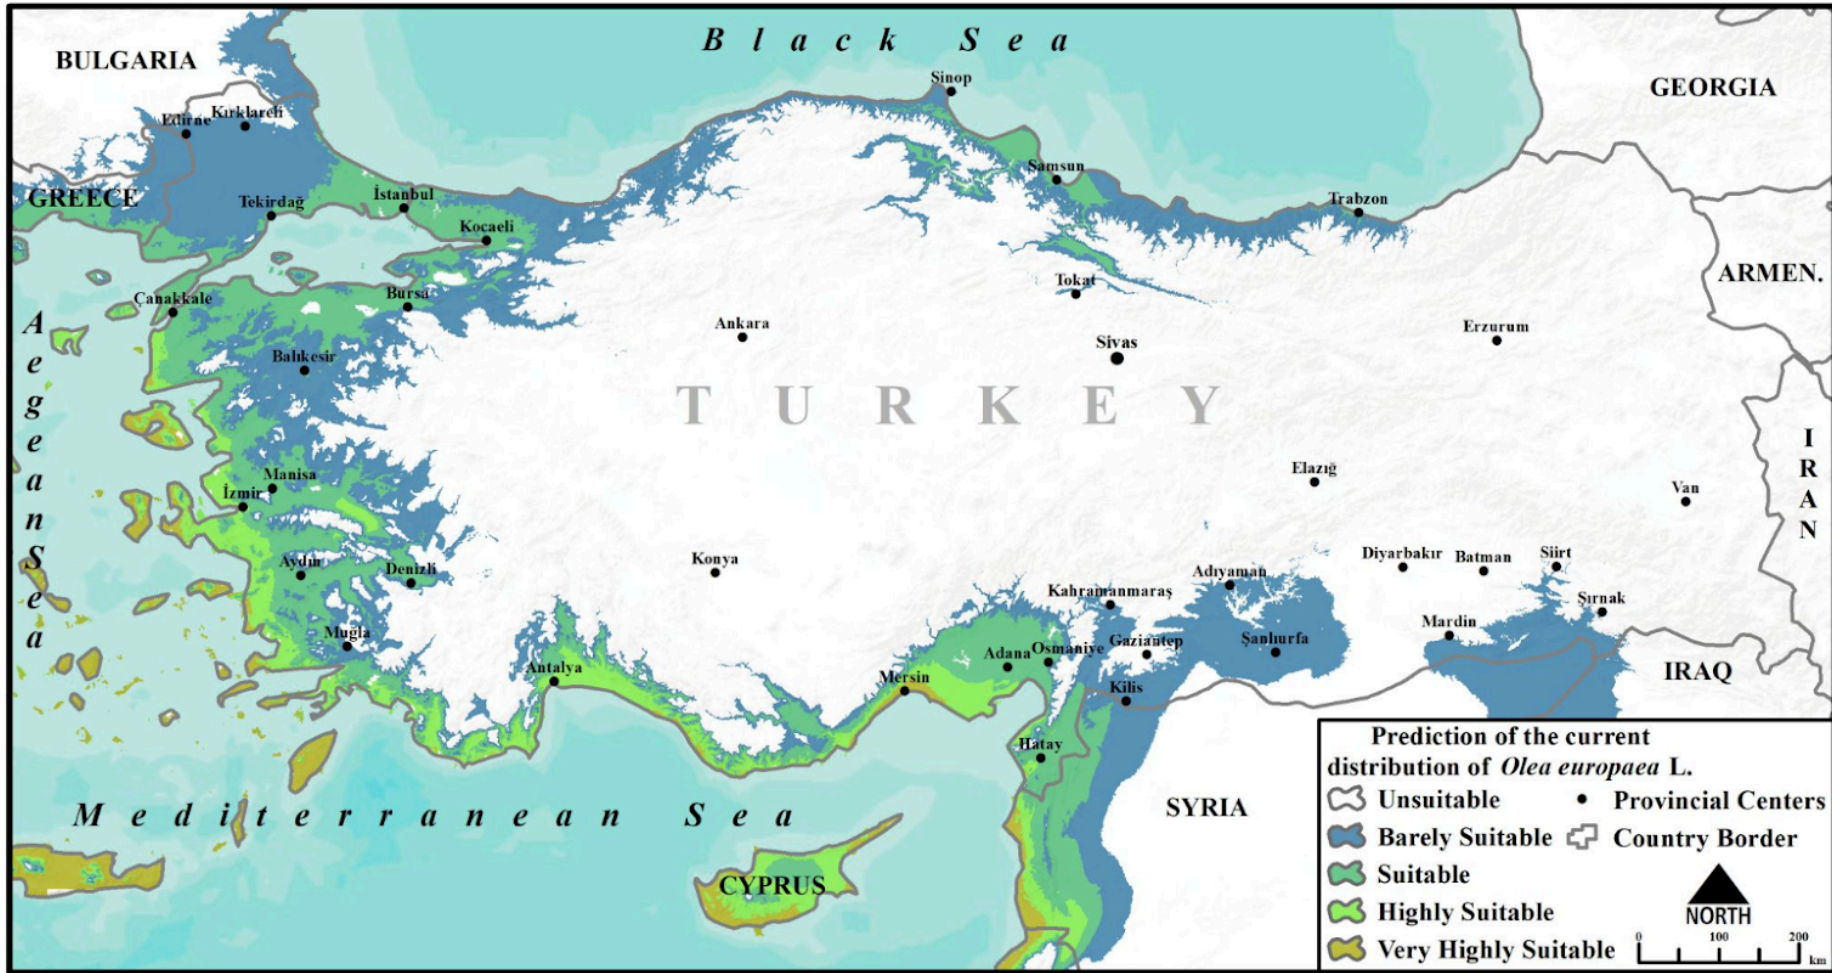 Black Sea
BULGARIA
GEORGIA
Sinop
Kırklareli
Edirne
Samsun
GREECE
İstanbul
Tekirdağ
Trabzon
Kocaeli
ARMEN.
Tokat
Çanakkale
Bursa
Ankara
Erzurum
Sivas
Balıkesir
TURKEY
Aegean Sea
IRAN
Elazığ
Manisa
İzmir
Van
Konya
Diyarbakır
Batman
Siirt
Aydın
Denizli
Adıyaman
Kahramanmaraş
Şırnak
Mardin
Muğla
Gaziantep
Şanlıurfa
Adana
Osmaniye
Antalya
Mersin
IRAQ
Kilis
Hatay
SYRIA
Mediterranean Sea
CYPRUS
Prediction of the current
distribution of Olea europaea L.
Unsuitable
Provincial Centers
Barely Suitable
Country Border
Suitable
Highly Suitable
NORTH
Very Highly Suitable
0 100 200
km